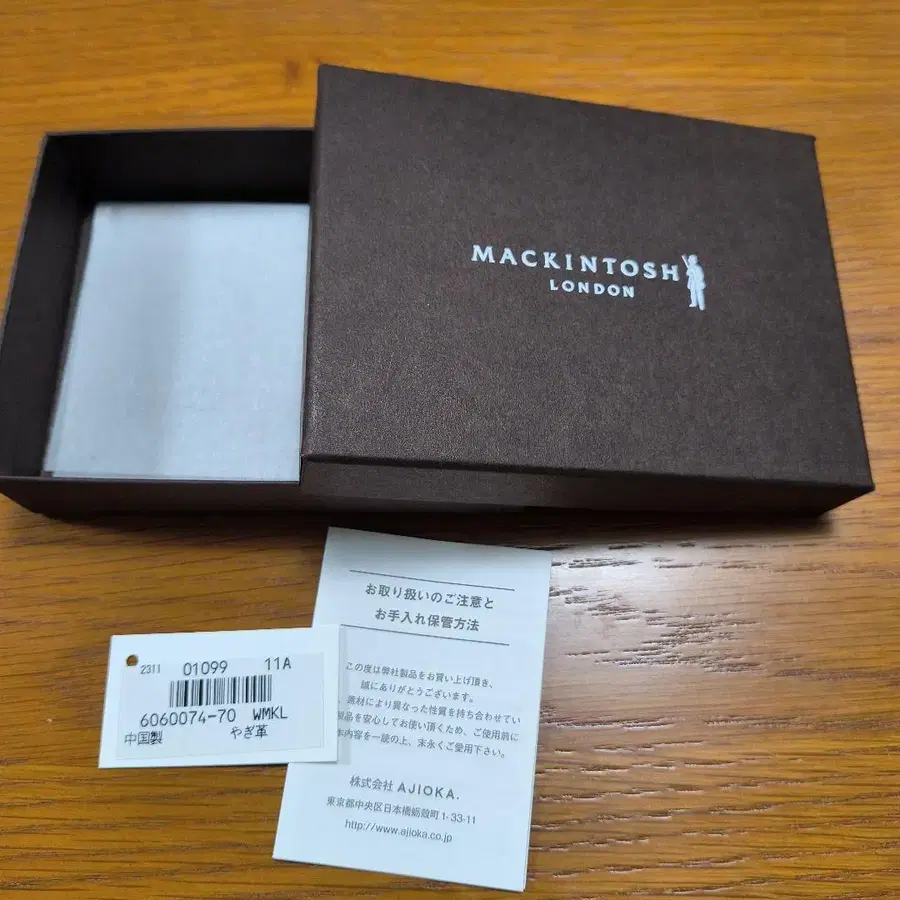 MACKINTOSH
LONDON
お取り扱いのご注意と
お手入れ保管方法
この度は弊社製品をお買い上げ頂き、
誠にありがとうございます。
、素材により異なった性質を持ち合わせてい
製品を安心してお使い頂くため、ご使用前に
本内容を一読の上、末永くご愛用下さい。
株式会社 AJIOKA.
東京都中央区日本橋蛎殻町1-33-11
http://www.ajioka.co.jp
2311 01099 11A
6060074-70 WMKL
中国製 やぎ革